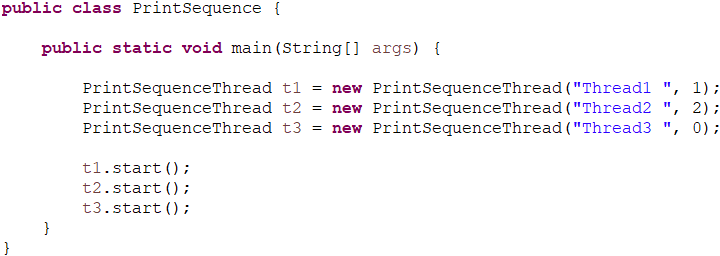 public class PrintSequence {
public static void main(String[] args) {
PrintSequenceThread t1 = new PrintSequenceThread("Thread1 ", 1);
PrintSequenceThread t2 = new PrintSequenceThread("Thread2 ", 2);
PrintSequenceThread t3 = new PrintSequenceThread("Thread3 ", 0);
t1.start();
t2.start();
t3.start();
}
}